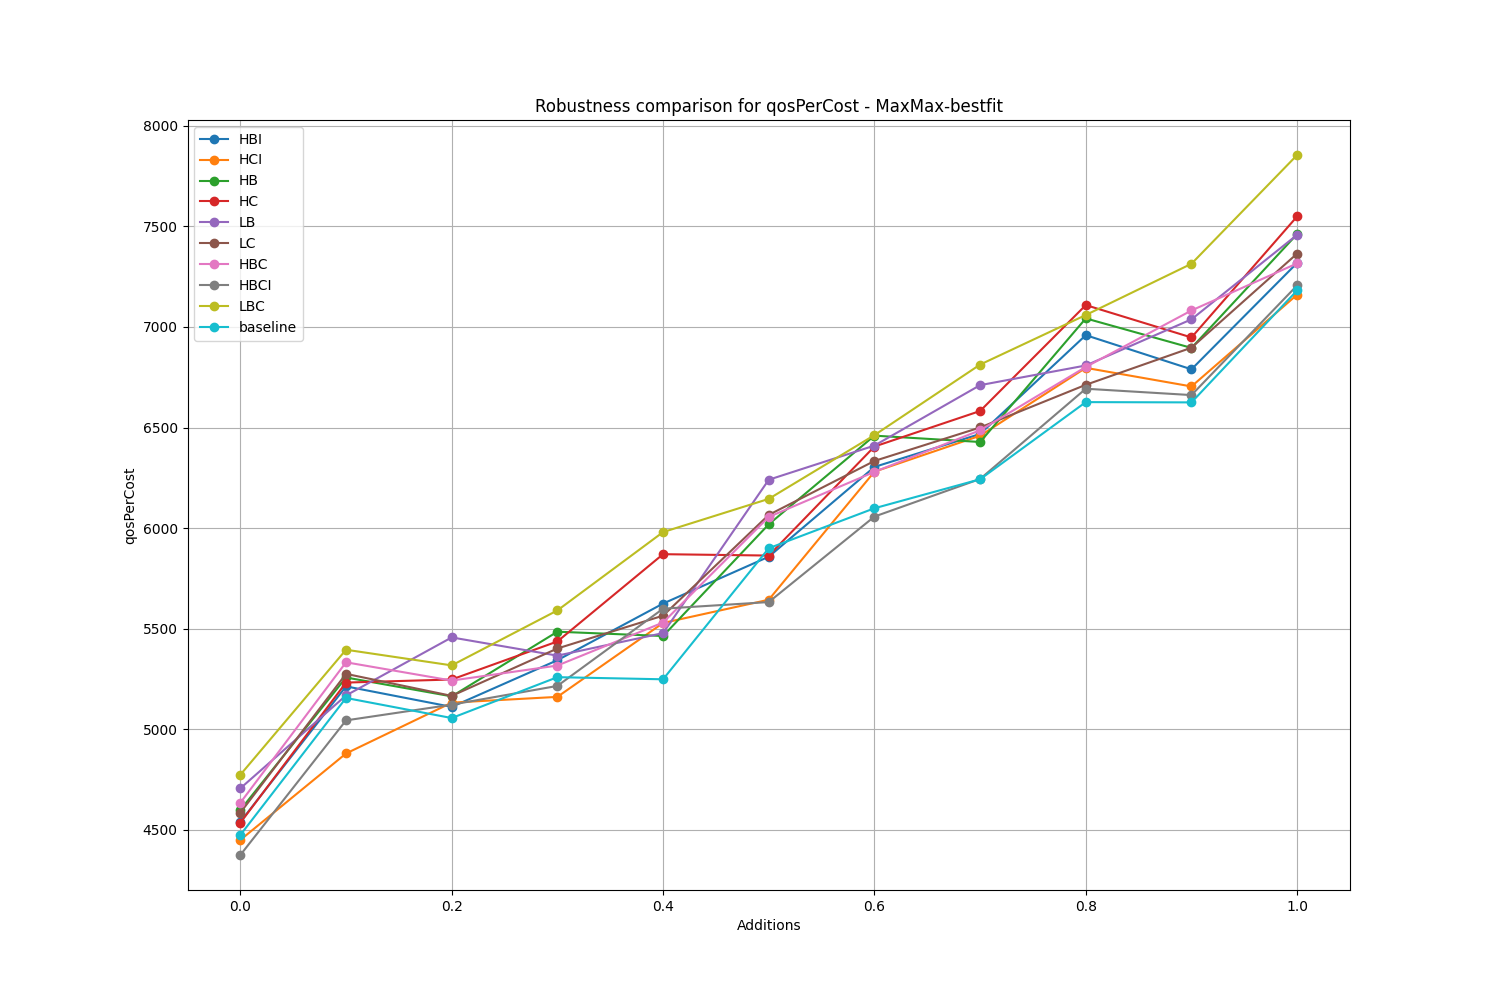 Robustness comparison for qosPerCost - MaxMax-bestfit
8000
7500
7000
6500
6000
5500
5000
4500
qosPerCost
HBI
HCI
HB
HC
LB
LC
HBC
HBCI
LBC
baseline
0.0 0.2 0.4 0.6 0.8 1.0
Additions